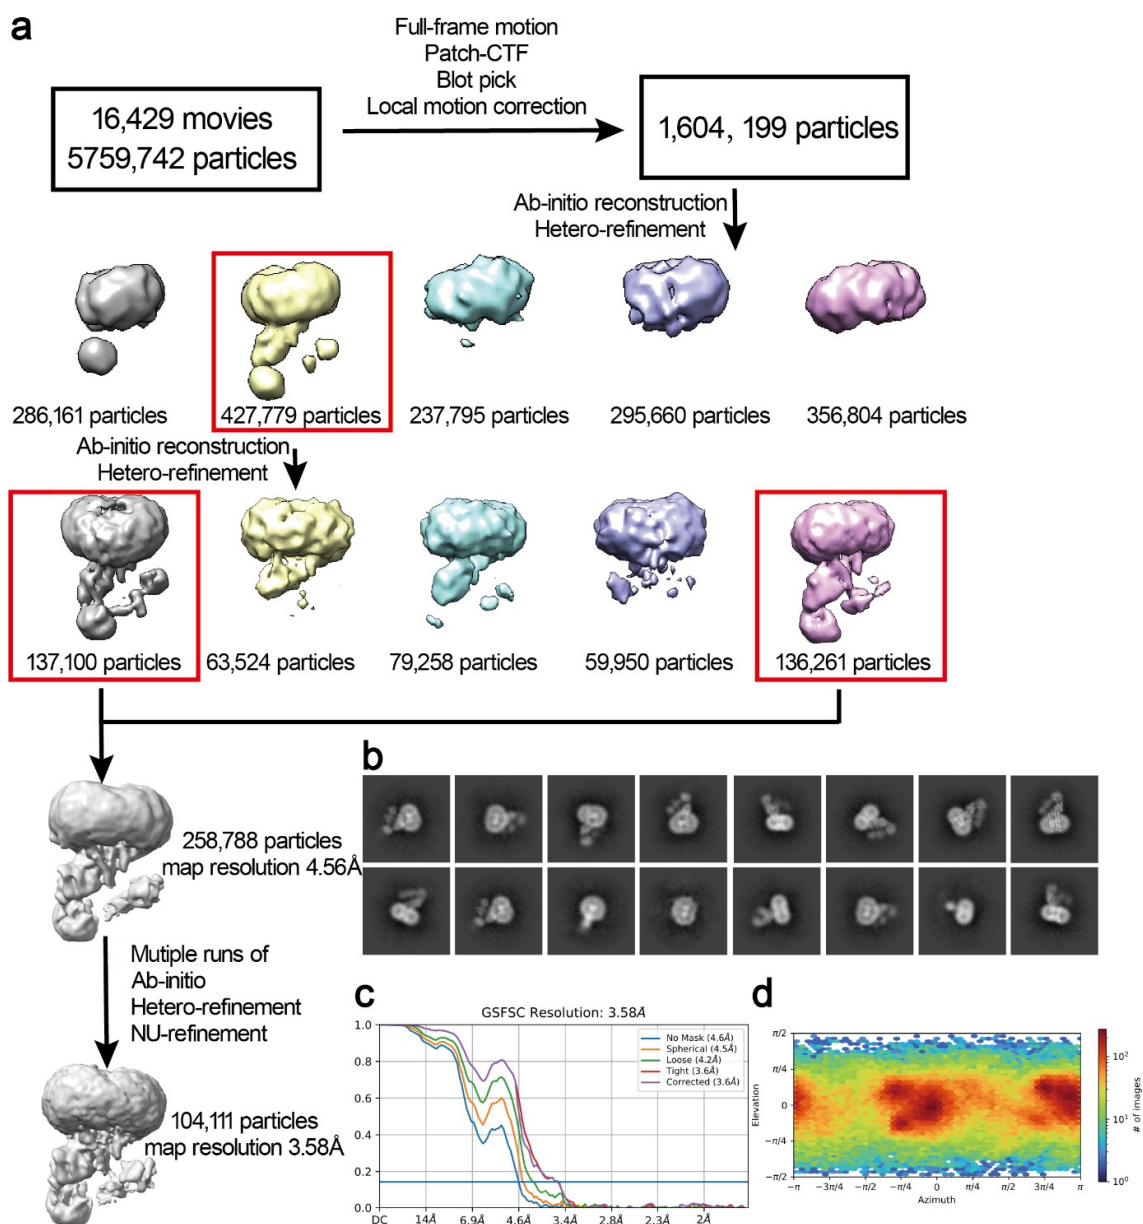 a
Full-frame motion
Patch-CTF
Blot pick
Local motion correction
16,429 movies
5759,742 particles
1,604, 199 particles
Ab-initio reconstruction
Hetero-refinement
286,161 particles
427,779 particles
237,795 particles
295,660 particles
356,804 particles
Ab-initio reconstruction
Hetero-refinement
137,100 particles
63,524 particles
79,258 particles
59,950 particles
136,261 particles
258,788 particles
map resolution 4.56Å
Mutiple runs of
Ab-initio
Hetero-refinement
NU-refinement
104,111 particles
map resolution 3.58Å
b
c
GSFSC Resolution: 3.58Å
1.0
0.8
0.6
0.4
0.2
0.0
No Mask (4.6Å)
Spherical (4.5Å)
Loose (4.2Å)
Tight (3.6Å)
Corrected (3.6Å)
DC 14Å 6.9Å 4.6Å 3.4Å 2.8Å 2.3Å 2Å
d
Elevation
π/2
π/4
0
−π/4
−π/2
−π −3π/4 −π/2 −π/4 0 π/4 π/2 3π/4 π
Azimuth
10²
10¹
10⁰
# of images